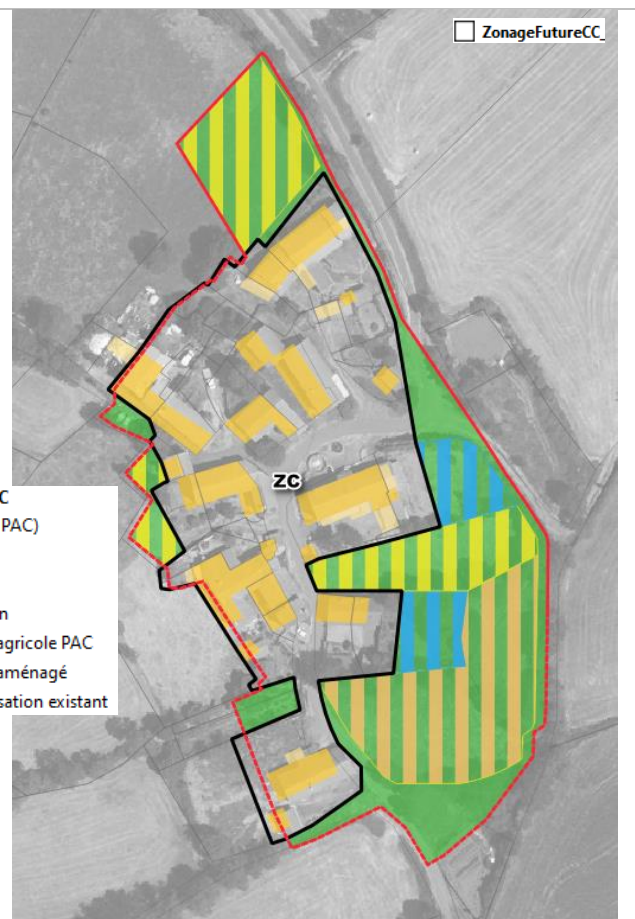 ZonageFutureCC_
ZC
C
PAC)
n
agricole PAC
aménagé
sation existant